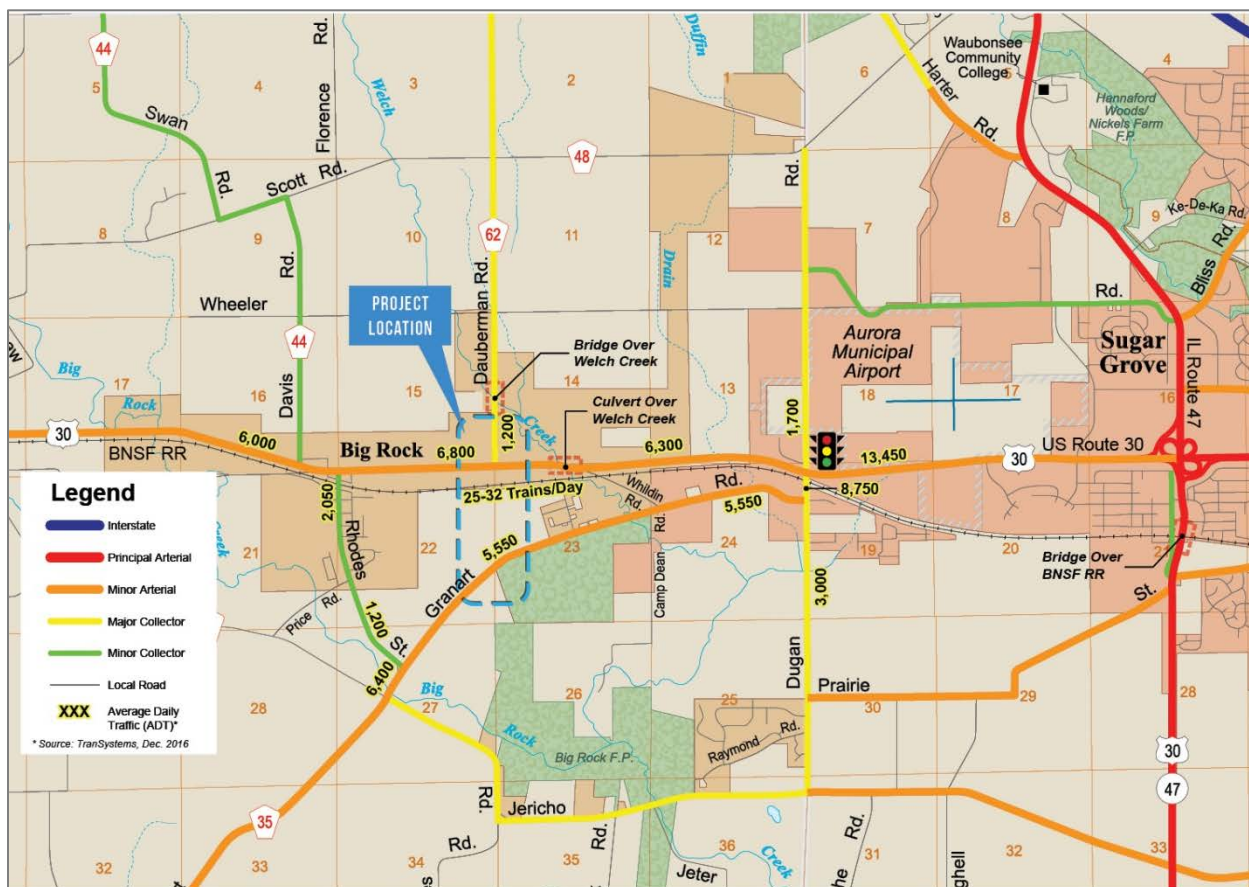 44
5
4
Florence Rd.
3
62
2
Duffin
1
6
Harter Rd.
Waubonsee
Community
College
5
4
Hannaford
Woods/
Nickels Farm
F.P.
Swan
Rd.
Welch
48
Rd.
Scott Rd.
8
9
10
11
12
7
8
9
Ke-De-Ka Rd.
Bliss Rd.
Rd.
62
Drain
Wheeler
PROJECT
LOCATION
Dauberman Rd.
Rd.
44
Bridge Over
Welch Creek
Aurora
Municipal
Airport
Sugar
Grove
IL Route 47
Big
Rock
17
16
Davis
15
14
13
18
17
16
Culvert Over
Welch Creek
Creek
1,200
1,700
30
6,000
Big Rock
6,800
6,300
13,450
US Route 30
30
BNSF RR
25-32 Trains/Day
Whildin
Rd.
Rd.
8,750
5,550
2,050
Rhodes
St.
Creek
21
22
5,550
23
24
19
20
21
Bridge Over
BNSF RR
Granart
Rd.
Camp Dean
3,000
St.
Price Rd.
1,200
6,400
Dugan
Prairie
28
27
Big
Rock
26
25
30
29
28
Raymond Rd.
Big Rock F.P.
30
47
Rd.
Jericho
35
32
33
34
Rd.
35
Rd.
36
Jeter
Creek
31
Rd.
32
33
Legend
Interstate
Principal Arterial
Minor Arterial
Major Collector
Minor Collector
Local Road
XXX Average Daily
Traffic (ADT)*
* Source: TranSystems, Dec. 2016